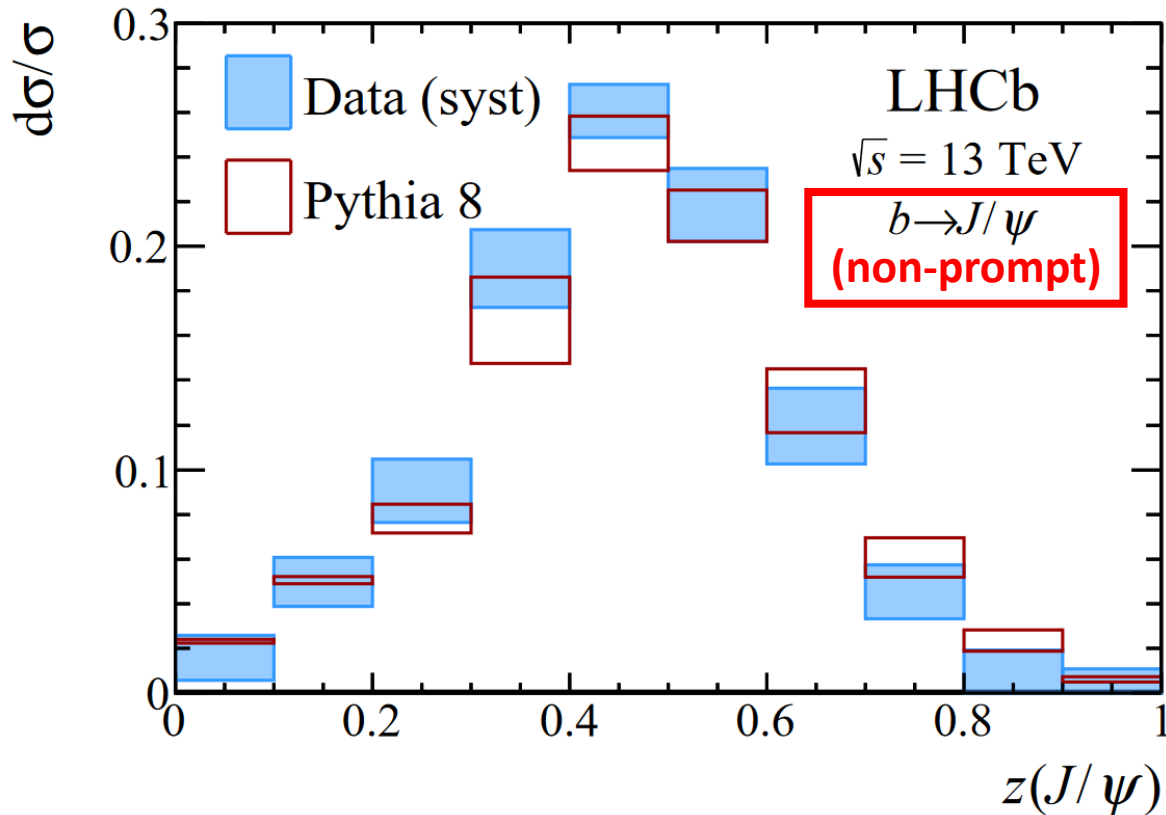 dσ/σ
0.3
0.2
0.1
0
Data (syst)
Pythia 8
LHCb
√s = 13 TeV
b→J/ψ
(non-prompt)
0 0.2 0.4 0.6 0.8 1
z(J/ψ)